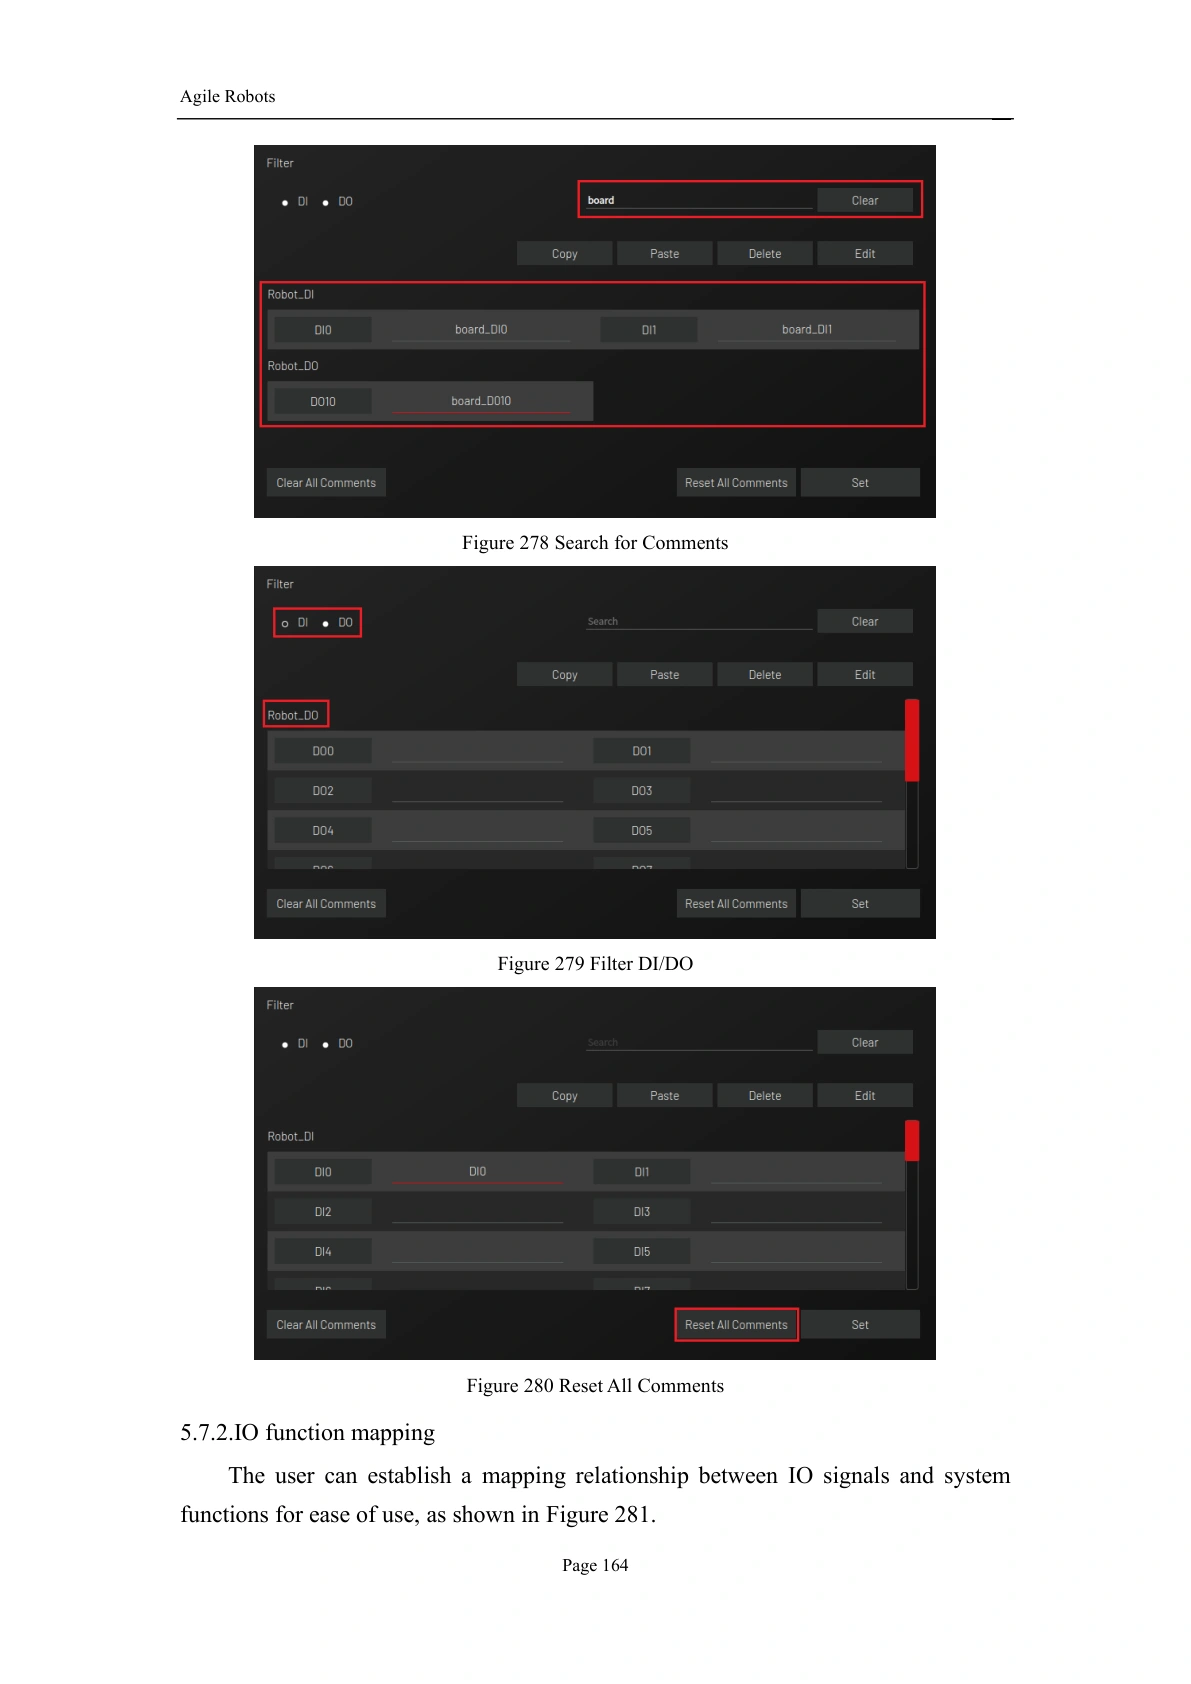 Agile Robots
Filter
DI DO
board Clear
Copy Paste Delete Edit
Robot_DI
DI0 board_DI0 DI1 board_DI1
Robot_DO
DO10 board_DO10
Clear All Comments Reset All Comments Set
Figure 278 Search for Comments
Filter
DI DO
Search Clear
Copy Paste Delete Edit
Robot_DO
DO0 DO1
DO2 DO3
DO4 DO5
Clear All Comments Reset All Comments Set
Figure 279 Filter DI/DO
Filter
DI DO
Search Clear
Copy Paste Delete Edit
Robot_DI
DI0 DI0 DI1
DI2 DI3
DI4 DI5
Clear All Comments Reset All Comments Set
Figure 280 Reset All Comments
5.7.2.IO function mapping
The user can establish a mapping relationship between IO signals and system
functions for ease of use, as shown in Figure 281.
Page 164